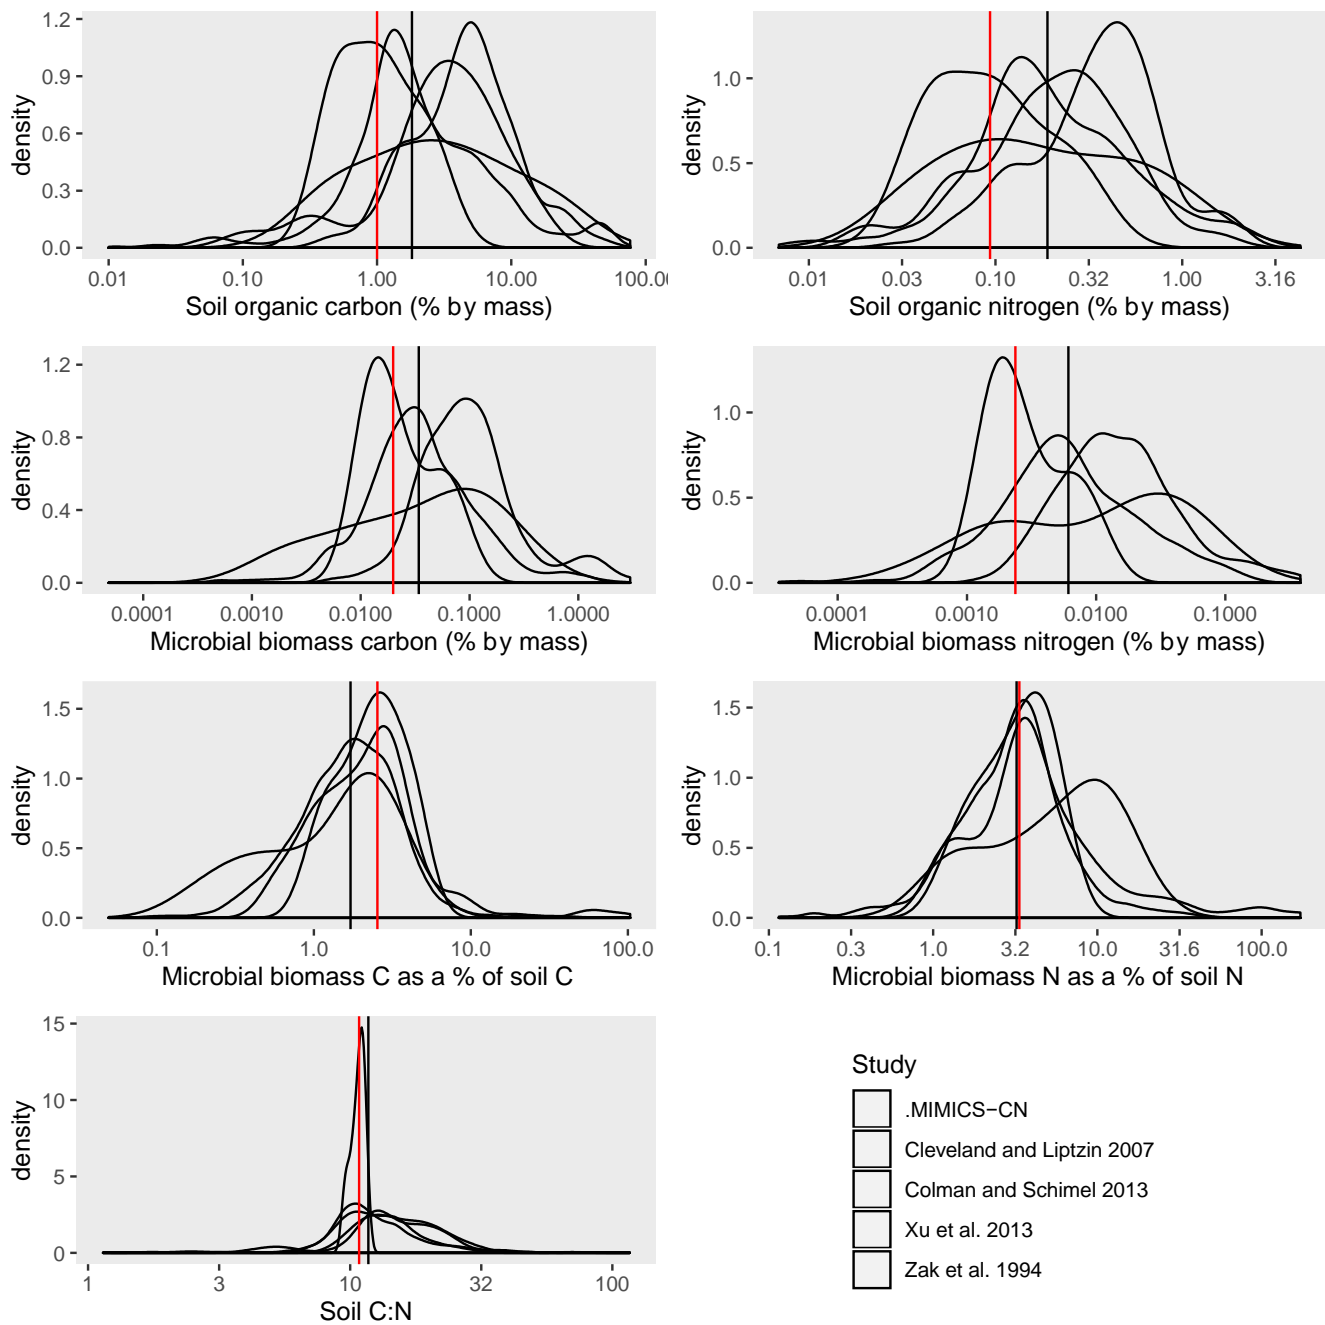 1.2
0.9
0.6
0.3
0.0
density
0.01 0.10 1.00 10.00 100.0
Soil organic carbon (% by mass)
1.0
0.5
0.0
density
0.01 0.03 0.10 0.32 1.00 3.16
Soil organic nitrogen (% by mass)
1.2
0.8
0.4
0.0
density
0.0001 0.0010 0.0100 0.1000 1.0000
Microbial biomass carbon (% by mass)
1.0
0.5
0.0
density
0.0001 0.0010 0.0100 0.1000
Microbial biomass nitrogen (% by mass)
1.5
1.0
0.5
0.0
density
0.1 1.0 10.0 100.0
Microbial biomass C as a % of soil C
1.5
1.0
0.5
0.0
density
0.1 0.3 1.0 3.2 10.0 31.6 100.0
Microbial biomass N as a % of soil N
15
10
5
0
density
1 3 10 32 100
Soil C:N
Study
.MIMICS−CN
Cleveland and Liptzin 2007
Colman and Schimel 2013
Xu et al. 2013
Zak et al. 1994